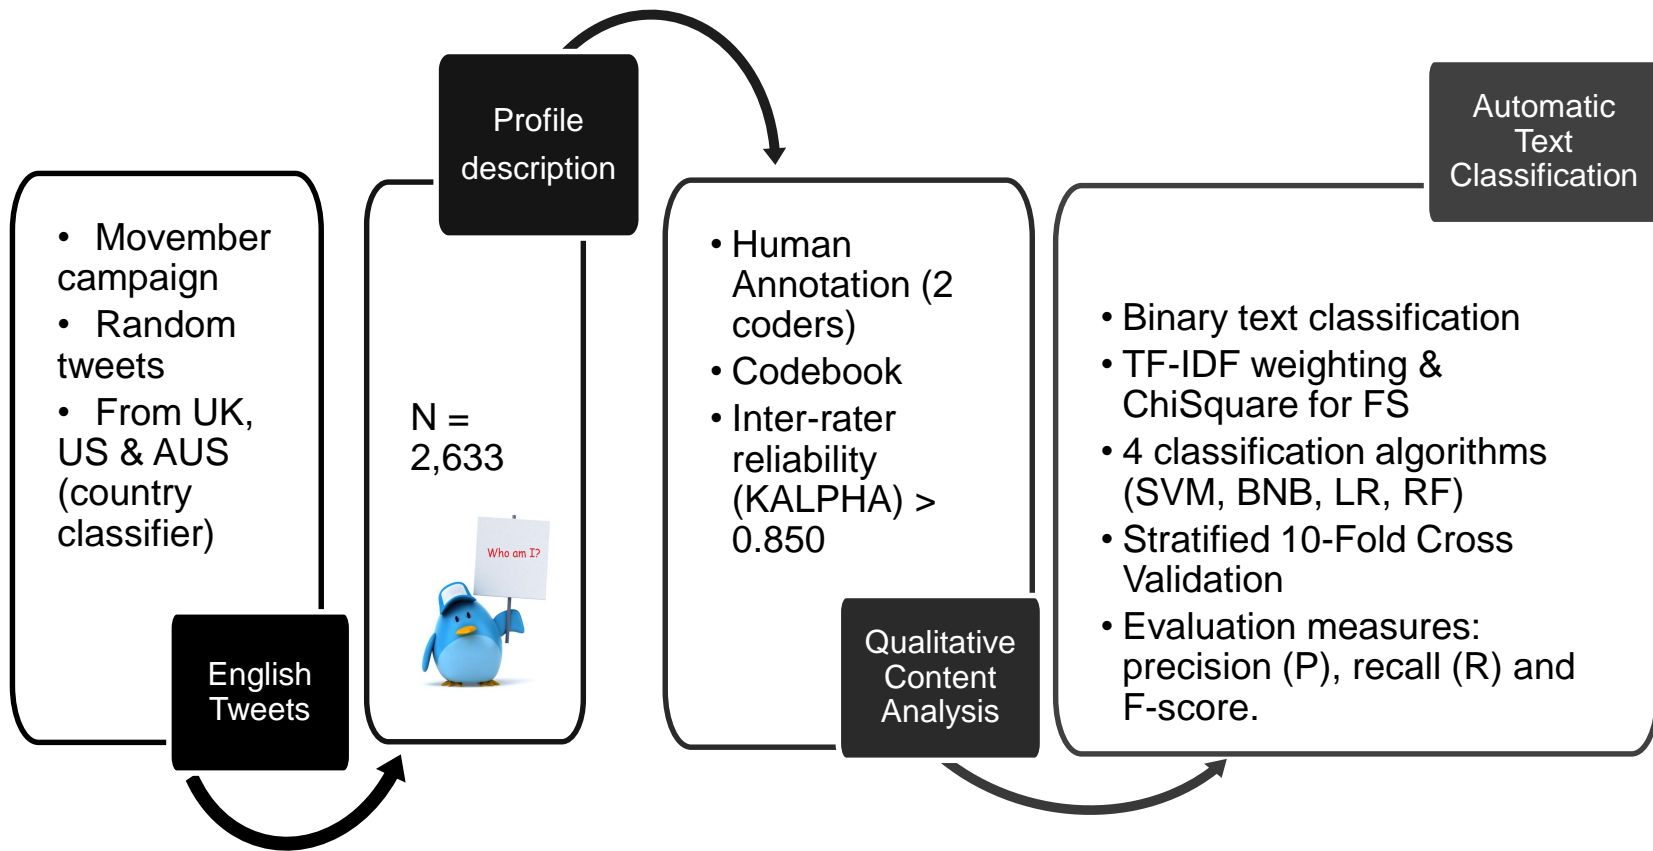 • Movember
campaign
• Random
tweets
• From UK,
US & AUS
(country
classifier)
English
Tweets
Profile
description
N =
2,633
Who am I?
• Human
Annotation (2
coders)
• Codebook
• Inter-rater
reliability
(KALPHA) >
0.850
Qualitative
Content
Analysis
Automatic
Text
Classification
• Binary text classification
• TF-IDF weighting &
ChiSquare for FS
• 4 classification algorithms
(SVM, BNB, LR, RF)
• Stratified 10-Fold Cross
Validation
• Evaluation measures:
precision (P), recall (R) and
F-score.